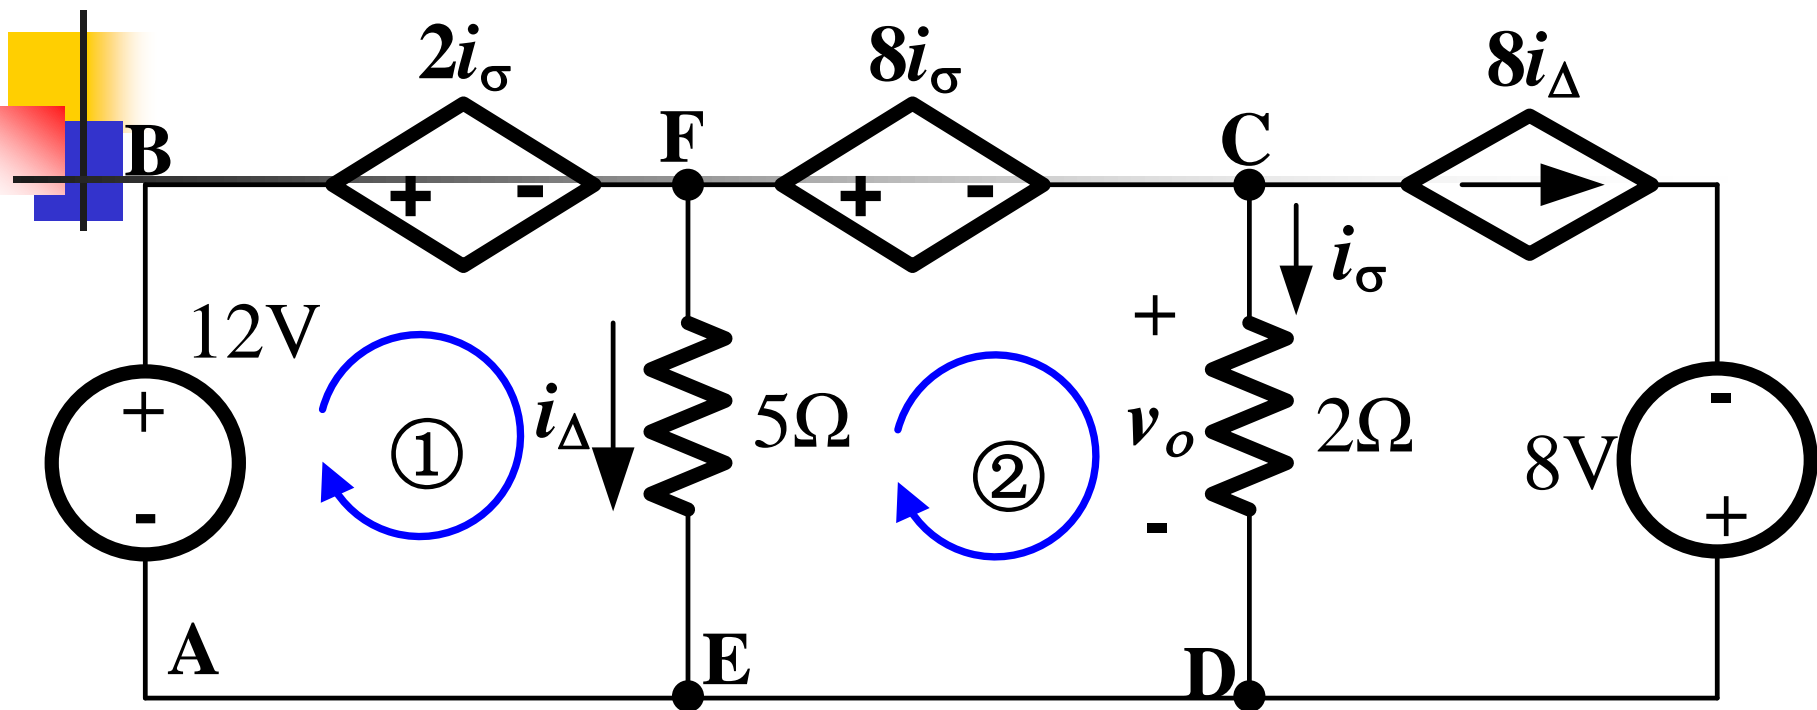 2iσ 8iσ 8iΔ
B F C
+ - + -
iσ
12V +
+ iΔ 5Ω vo 2Ω 8V -
① ②
- - +
A E D